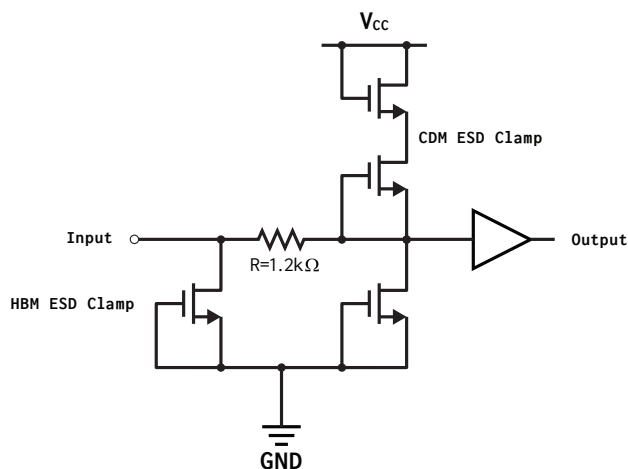 Vcc
CDM ESD Clamp
Input
R=1.2kΩ
Output
HBM ESD Clamp
GND